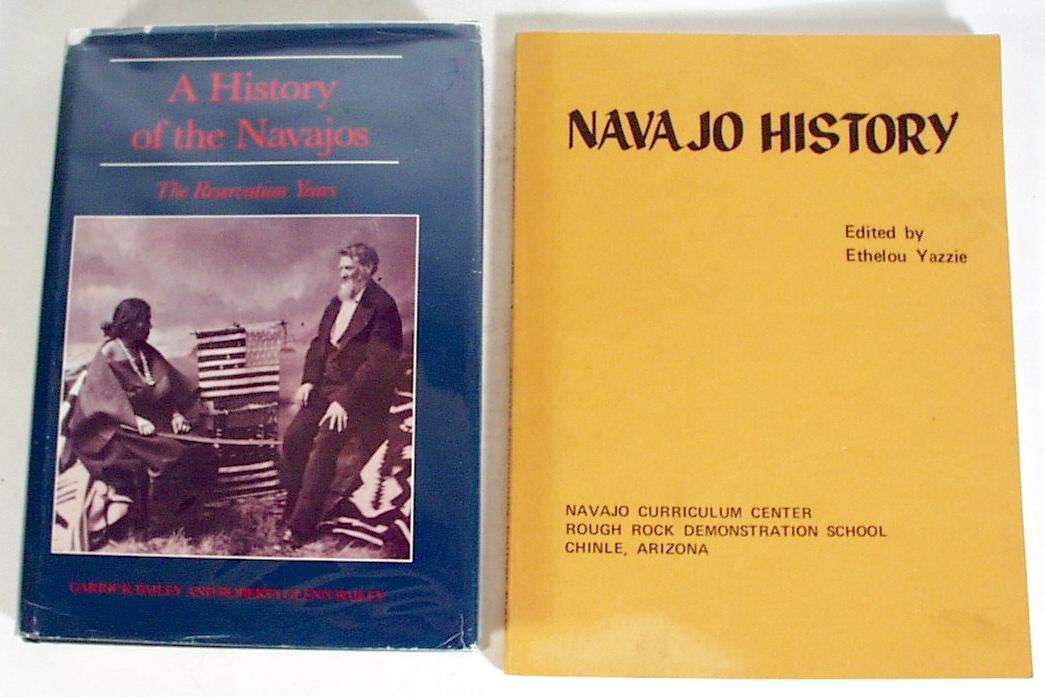 A History
of the Navajos
The Reservation Years
GARRICK BAILEY AND ROBERTA GLENN BAILEY
NAVAJO HISTORY
Edited by
Ethelou Yazzie
NAVAJO CURRICULUM CENTER
ROUGH ROCK DEMONSTRATION SCHOOL
CHINLE, ARIZONA